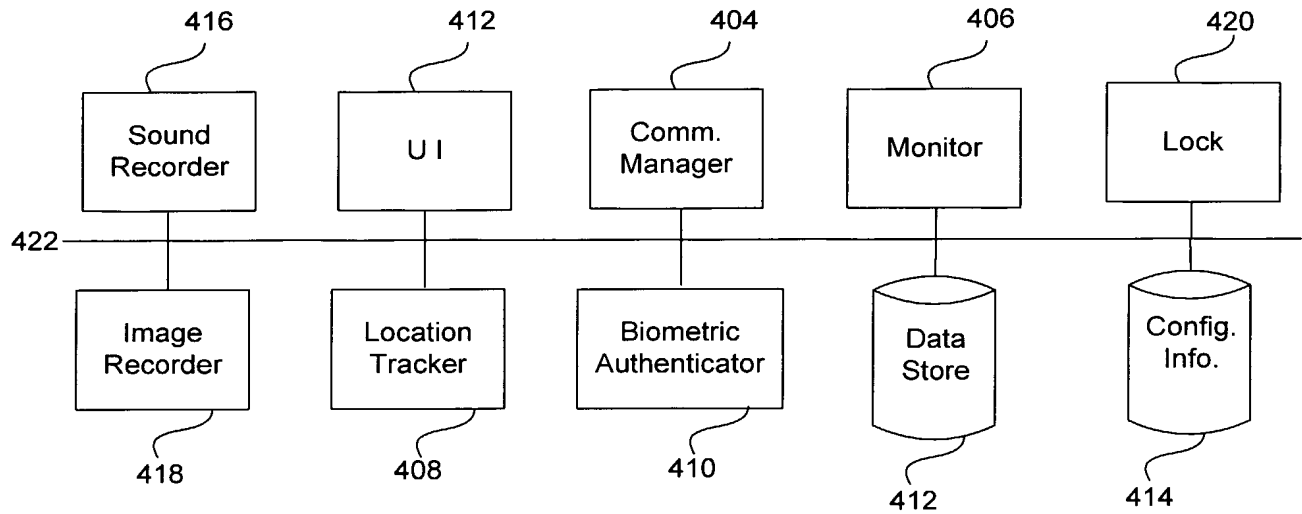 416
412
404
406
420
Sound
Recorder
U I
Comm.
Manager
Monitor
Lock
422
Image
Recorder
Location
Tracker
Biometric
Authenticator
Data
Store
Config.
Info.
418
408
410
412
414